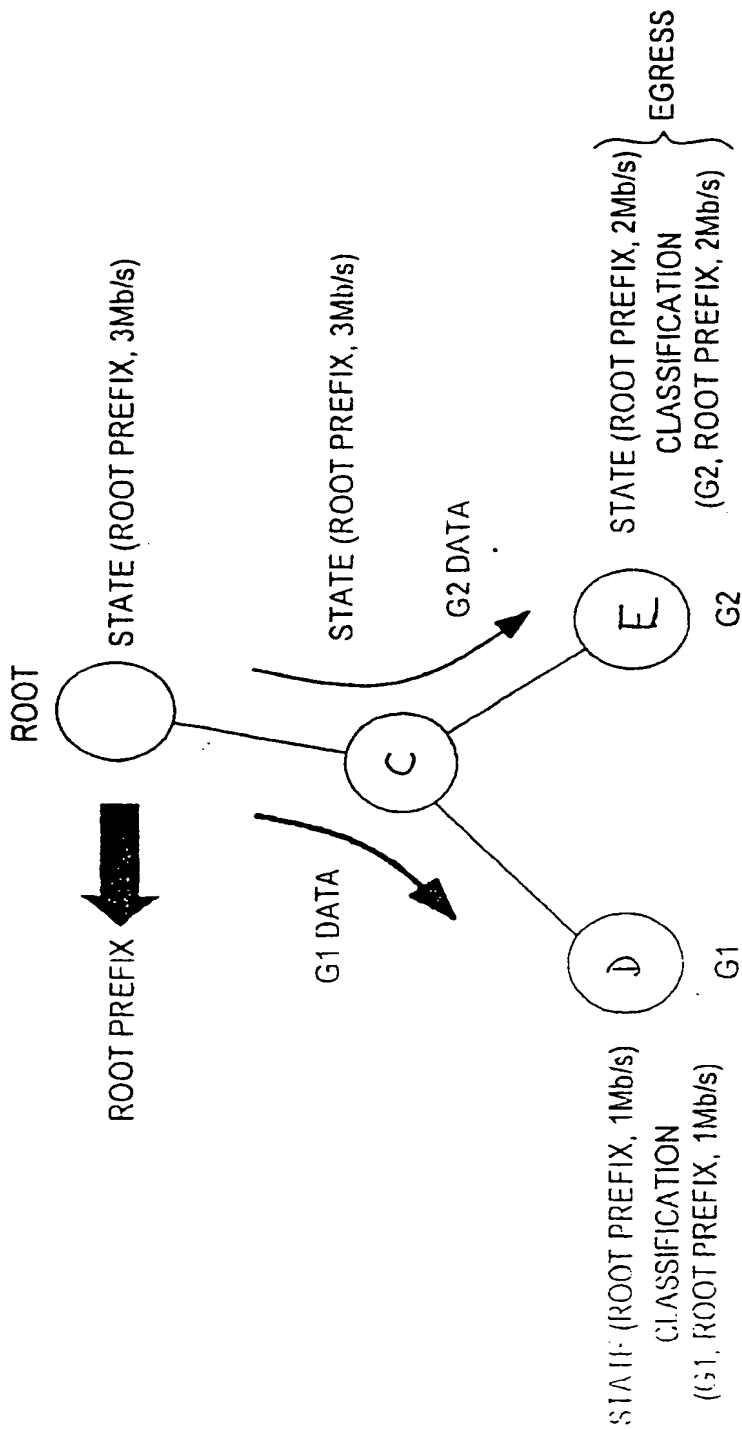 ROOT
ROOT PREFIX
STATE (ROOT PREFIX, 3Mb/s)
G1 DATA
STATE (ROOT PREFIX, 3Mb/s)
C
G2 DATA
D
E
G1
G2
STATE (ROOT PREFIX, 1Mb/s)
CLASSIFICATION
(G1, ROOT PREFIX, 1Mb/s)
STATE (ROOT PREFIX, 2Mb/s)
CLASSIFICATION
(G2, ROOT PREFIX, 2Mb/s)
EGRESS